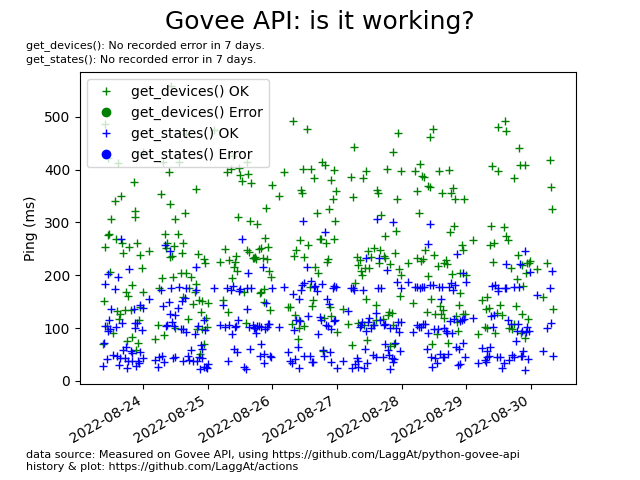 Govee API: is it working?
get_devices(): No recorded error in 7 days.
get_states(): No recorded error in 7 days.
get_devices() OK
get_devices() Error
get_states() OK
get_states() Error
Ping (ms)
500
400
300
200
100
0
2022-08-24
2022-08-25
2022-08-26
2022-08-27
2022-08-28
2022-08-29
2022-08-30
data source: Measured on Govee API, using https://github.com/LaggAt/python-govee-api
history & plot: https://github.com/LaggAt/actions